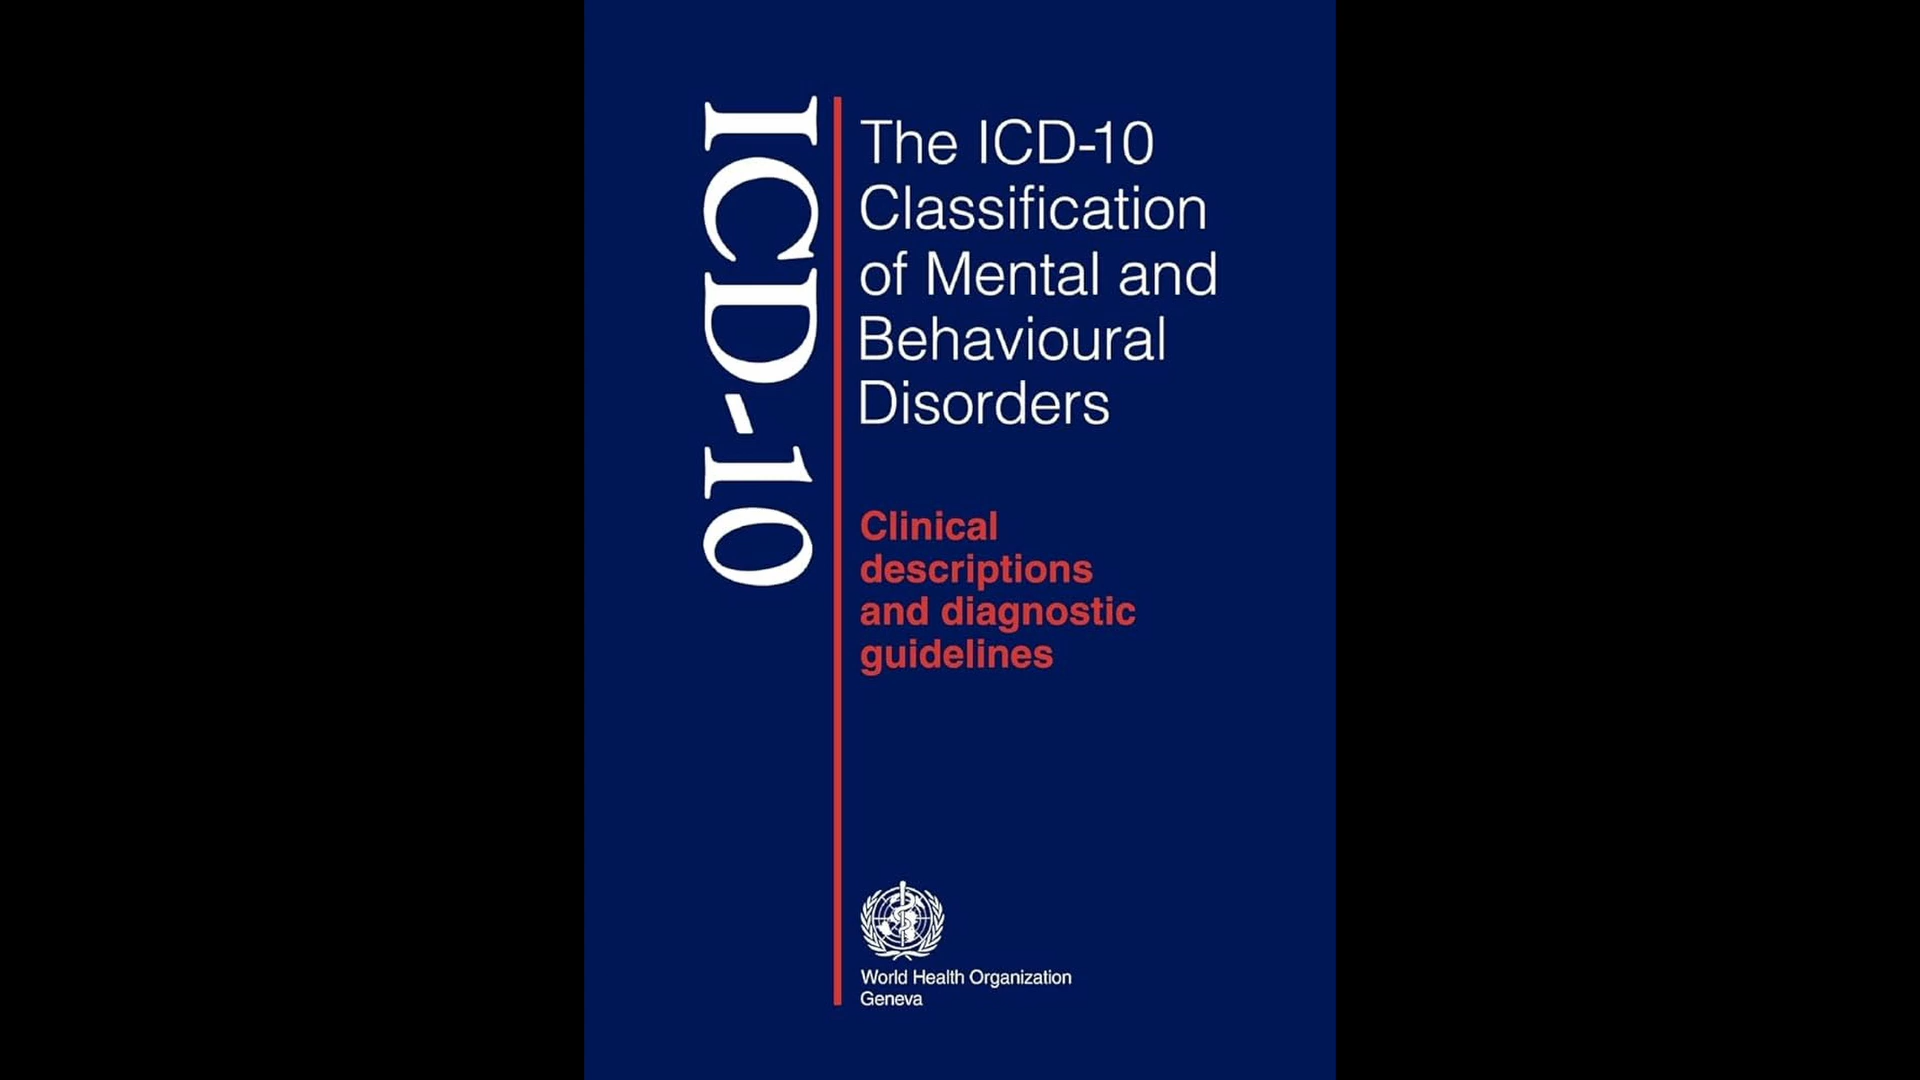 ICD-10
The ICD-10
Classification
of Mental and
Behavioural
Disorders
Clinical
descriptions
and diagnostic
guidelines
World Health Organization
Geneva